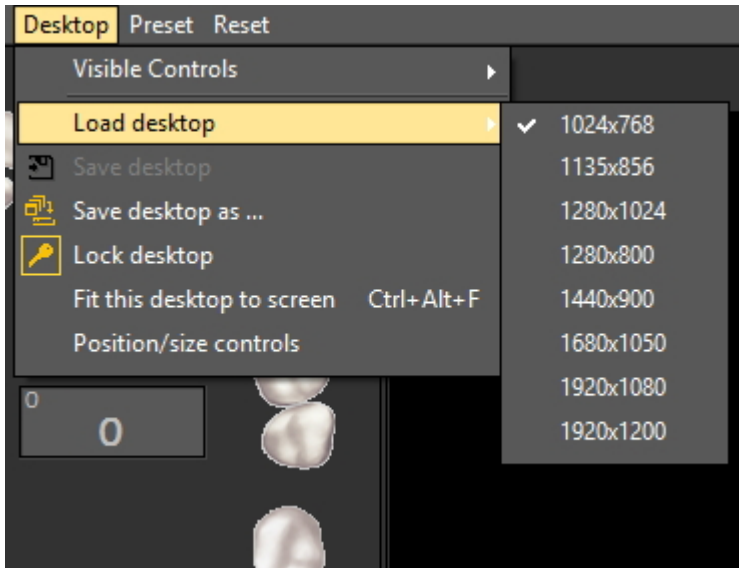 Desktop Preset Reset
Visible Controls
Load desktop
Save desktop
Save desktop as ...
Lock desktop
Fit this desktop to screen Ctrl+Alt+F
Position/size controls
1024x768
1135x856
1280x1024
1280x800
1440x900
1680x1050
1920x1080
1920x1200
0
0